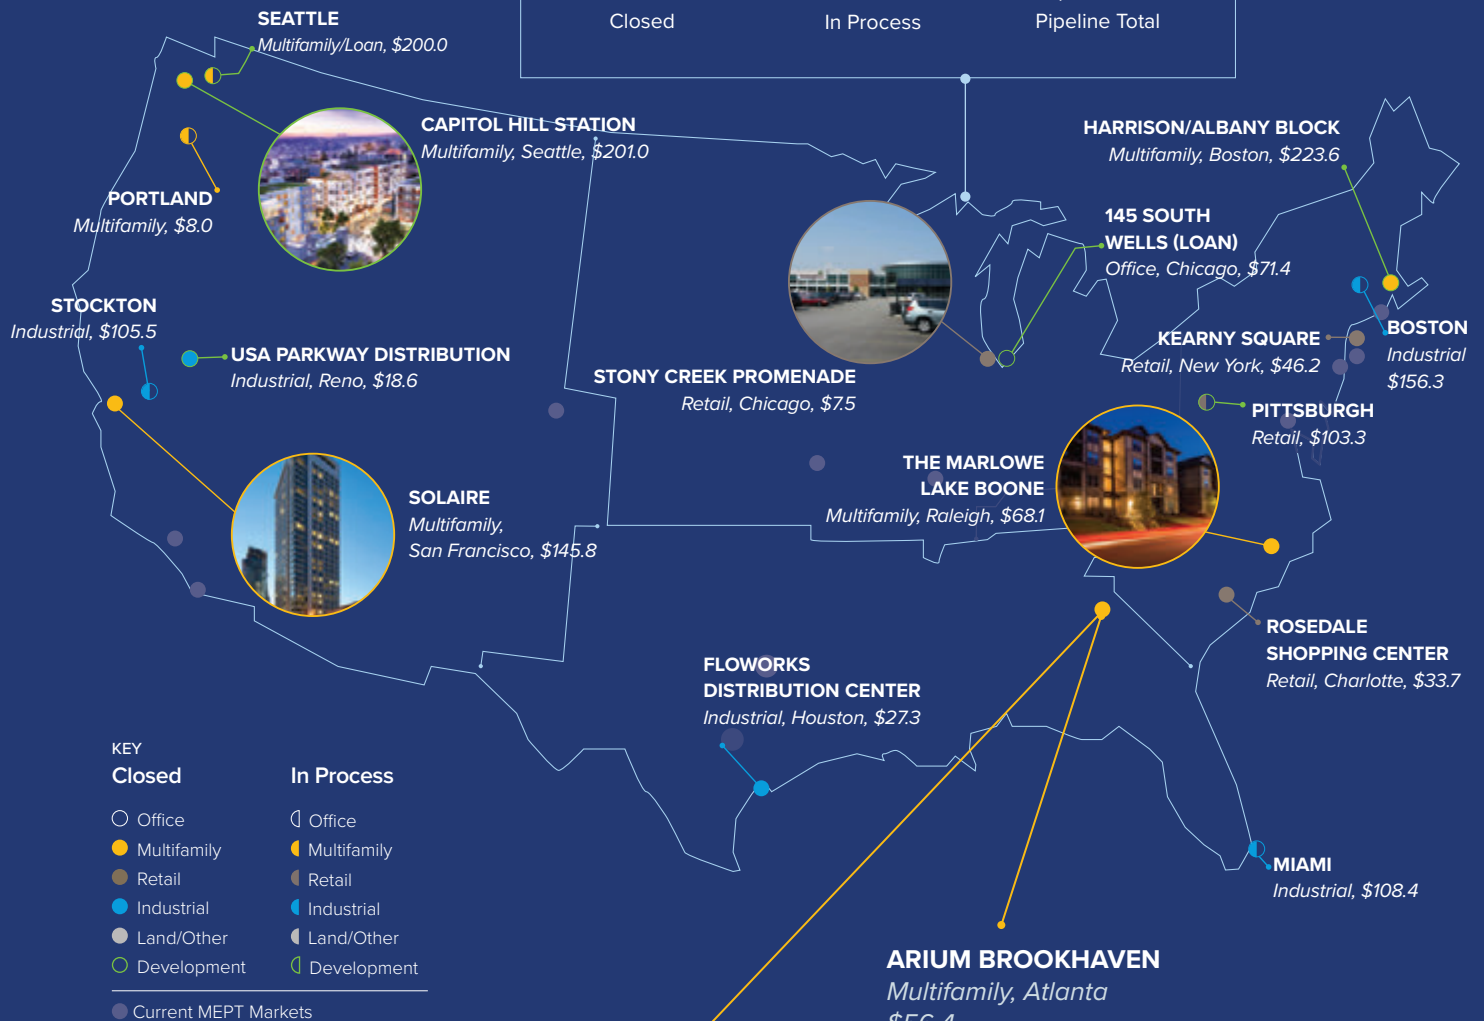 Closed
In Process
Pipeline Total
SEATTLE
Multifamily/Loan, $200.0
CAPITOL HILL STATION
Multifamily, Seattle, $201.0
PORTLAND
Multifamily, $8.0
HARRISON/ALBANY BLOCK
Multifamily, Boston, $223.6
145 SOUTH
WELLS (LOAN)
Office, Chicago, $71.4
STOCKTON
Industrial, $105.5
USA PARKWAY DISTRIBUTION
Industrial, Reno, $18.6
STONY CREEK PROMENADE
Retail, Chicago, $7.5
KEARNY SQUARE
Retail, New York, $46.2
BOSTON
Industrial
$156.3
PITTSBURGH
Retail, $103.3
SOLAIRE
Multifamily,
San Francisco, $145.8
THE MARLOWE
LAKE BOONE
Multifamily, Raleigh, $68.1
ROSEDALE
SHOPPING CENTER
Retail, Charlotte, $33.7
FLOWORKS
DISTRIBUTION CENTER
Industrial, Houston, $27.3
MIAMI
Industrial, $108.4
ARIUM BROOKHAVEN
Multifamily, Atlanta
$56.4
KEY
Closed
Office
Multifamily
Retail
Industrial
Land/Other
Development
In Process
Office
Multifamily
Retail
Industrial
Land/Other
Development
Current MEPT Markets